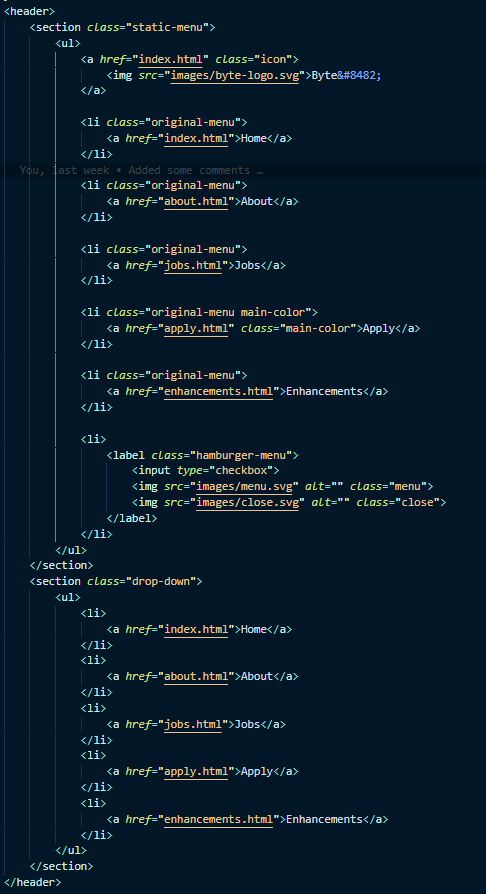 <header>
<section class="static-menu">
<ul>
<a href="index.html" class="icon">
<img src="images/byte-logo.svg">Byte&#8482;
</a>
<li class="original-menu">
<a href="index.html">Home</a>
</li>
You, last week • Added some comments …
<li class="original-menu">
<a href="about.html">About</a>
</li>
<li class="original-menu">
<a href="jobs.html">Jobs</a>
</li>
<li class="original-menu main-color">
<a href="apply.html" class="main-color">Apply</a>
</li>
<li class="original-menu">
<a href="enhancements.html">Enhancements</a>
</li>
<li>
<label class="hamburger-menu">
<input type="checkbox">
<img src="images/menu.svg" alt="" class="menu">
<img src="images/close.svg" alt="" class="close">
</label>
</li>
</ul>
</section>
<section class="drop-down">
<ul>
<li>
<a href="index.html">Home</a>
</li>
<li>
<a href="about.html">About</a>
</li>
<li>
<a href="jobs.html">Jobs</a>
</li>
<li>
<a href="apply.html">Apply</a>
</li>
<li>
<a href="enhancements.html">Enhancements</a>
</li>
</ul>
</section>
</header>